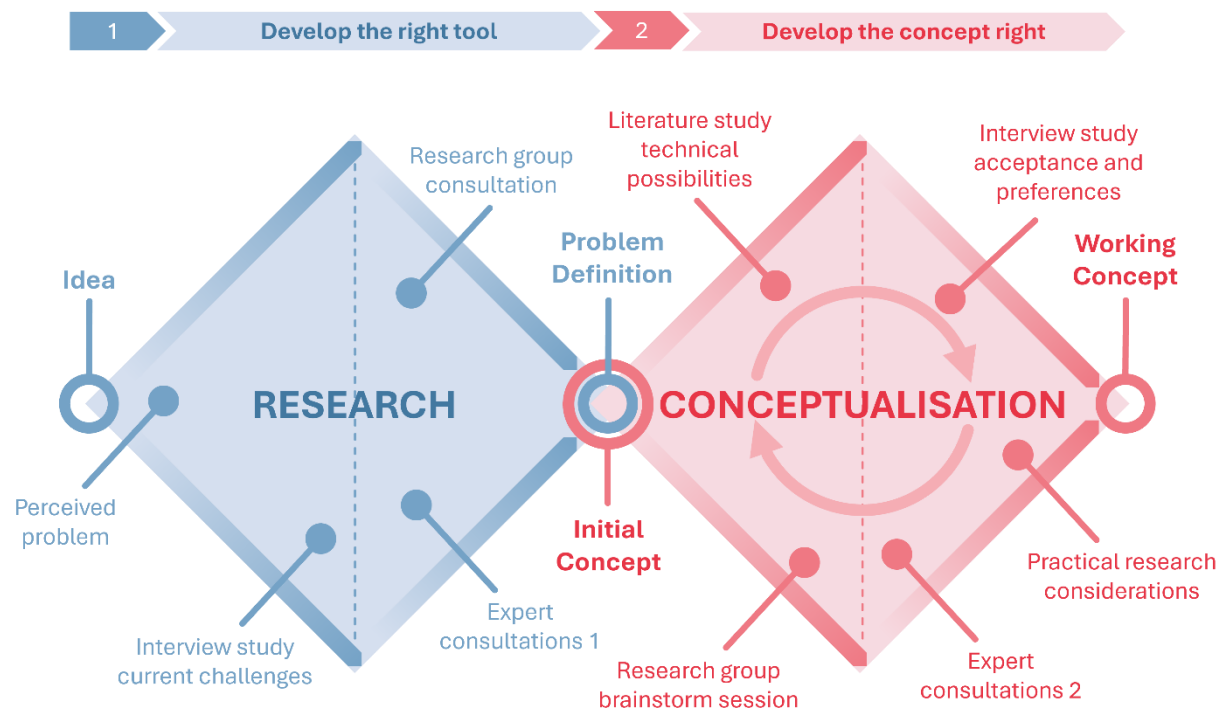 1
Develop the right tool
2
Develop the concept right
Literature study
technical
possibilities
Interview study
acceptance and
preferences
Research group
consultation
Problem
Definition
Working
Concept
Idea
RESEARCH
CONCEPTUALISATION
Perceived
problem
Initial
Concept
Practical research
considerations
Expert
consultations 1
Interview study
current challenges
Research group
brainstorm session
Expert
consultations 2